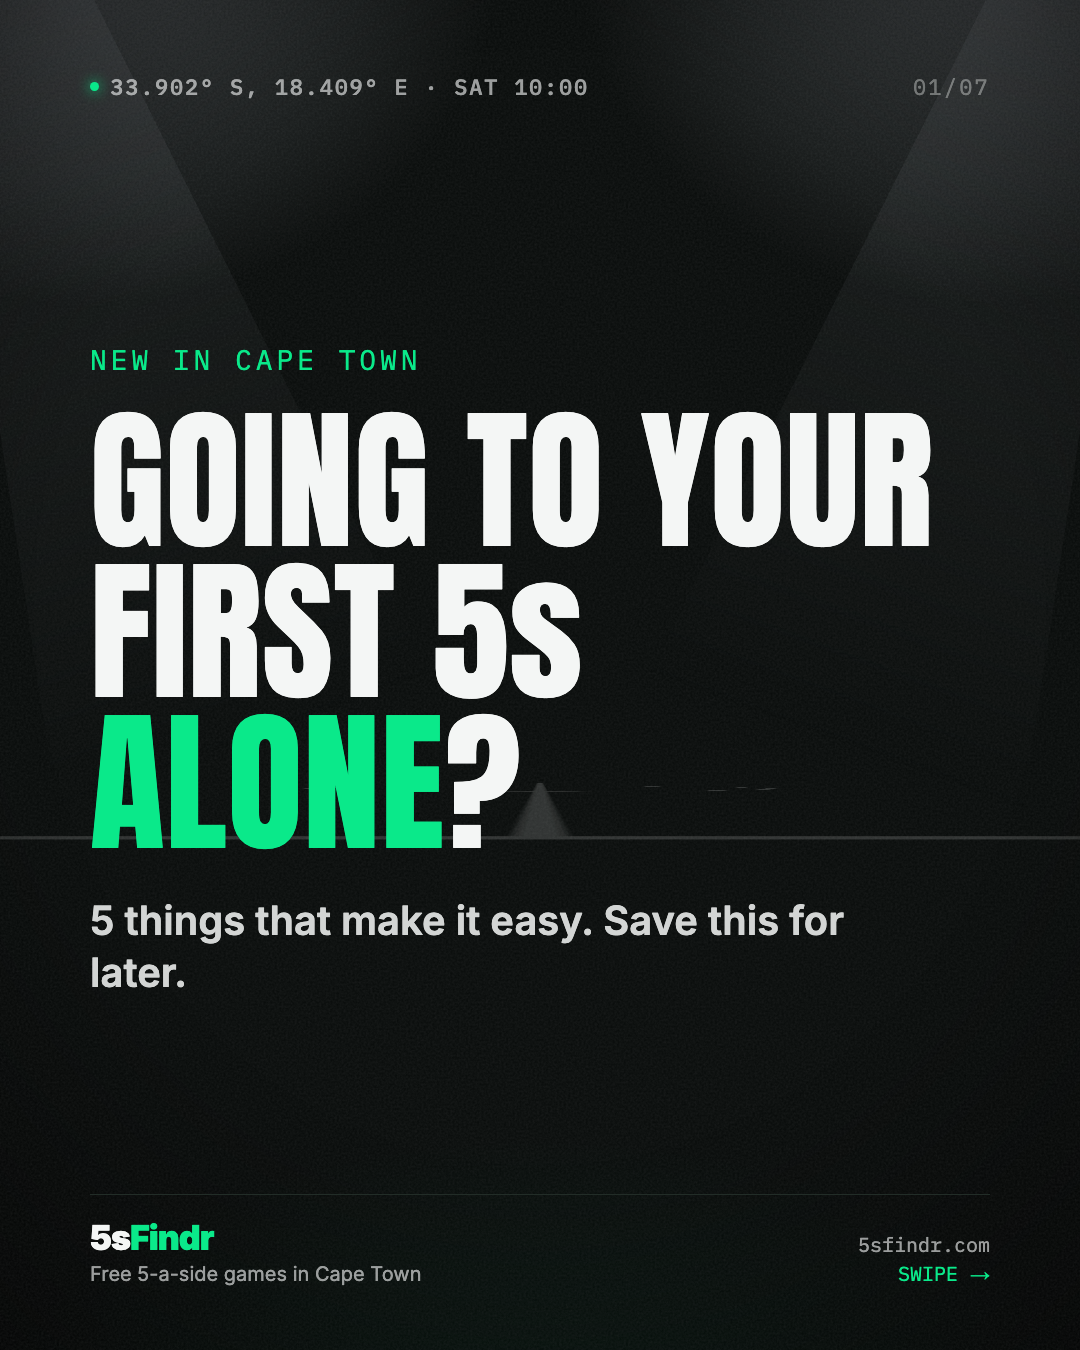 33.902° S, 18.409° E · SAT 10:00
01/07
NEW IN CAPE TOWN
GOING TO YOUR
FIRST 5s
ALONE?
5 things that make it easy. Save this for
later.
5sFindr
Free 5-a-side games in Cape Town
5sfindr.com
SWIPE →